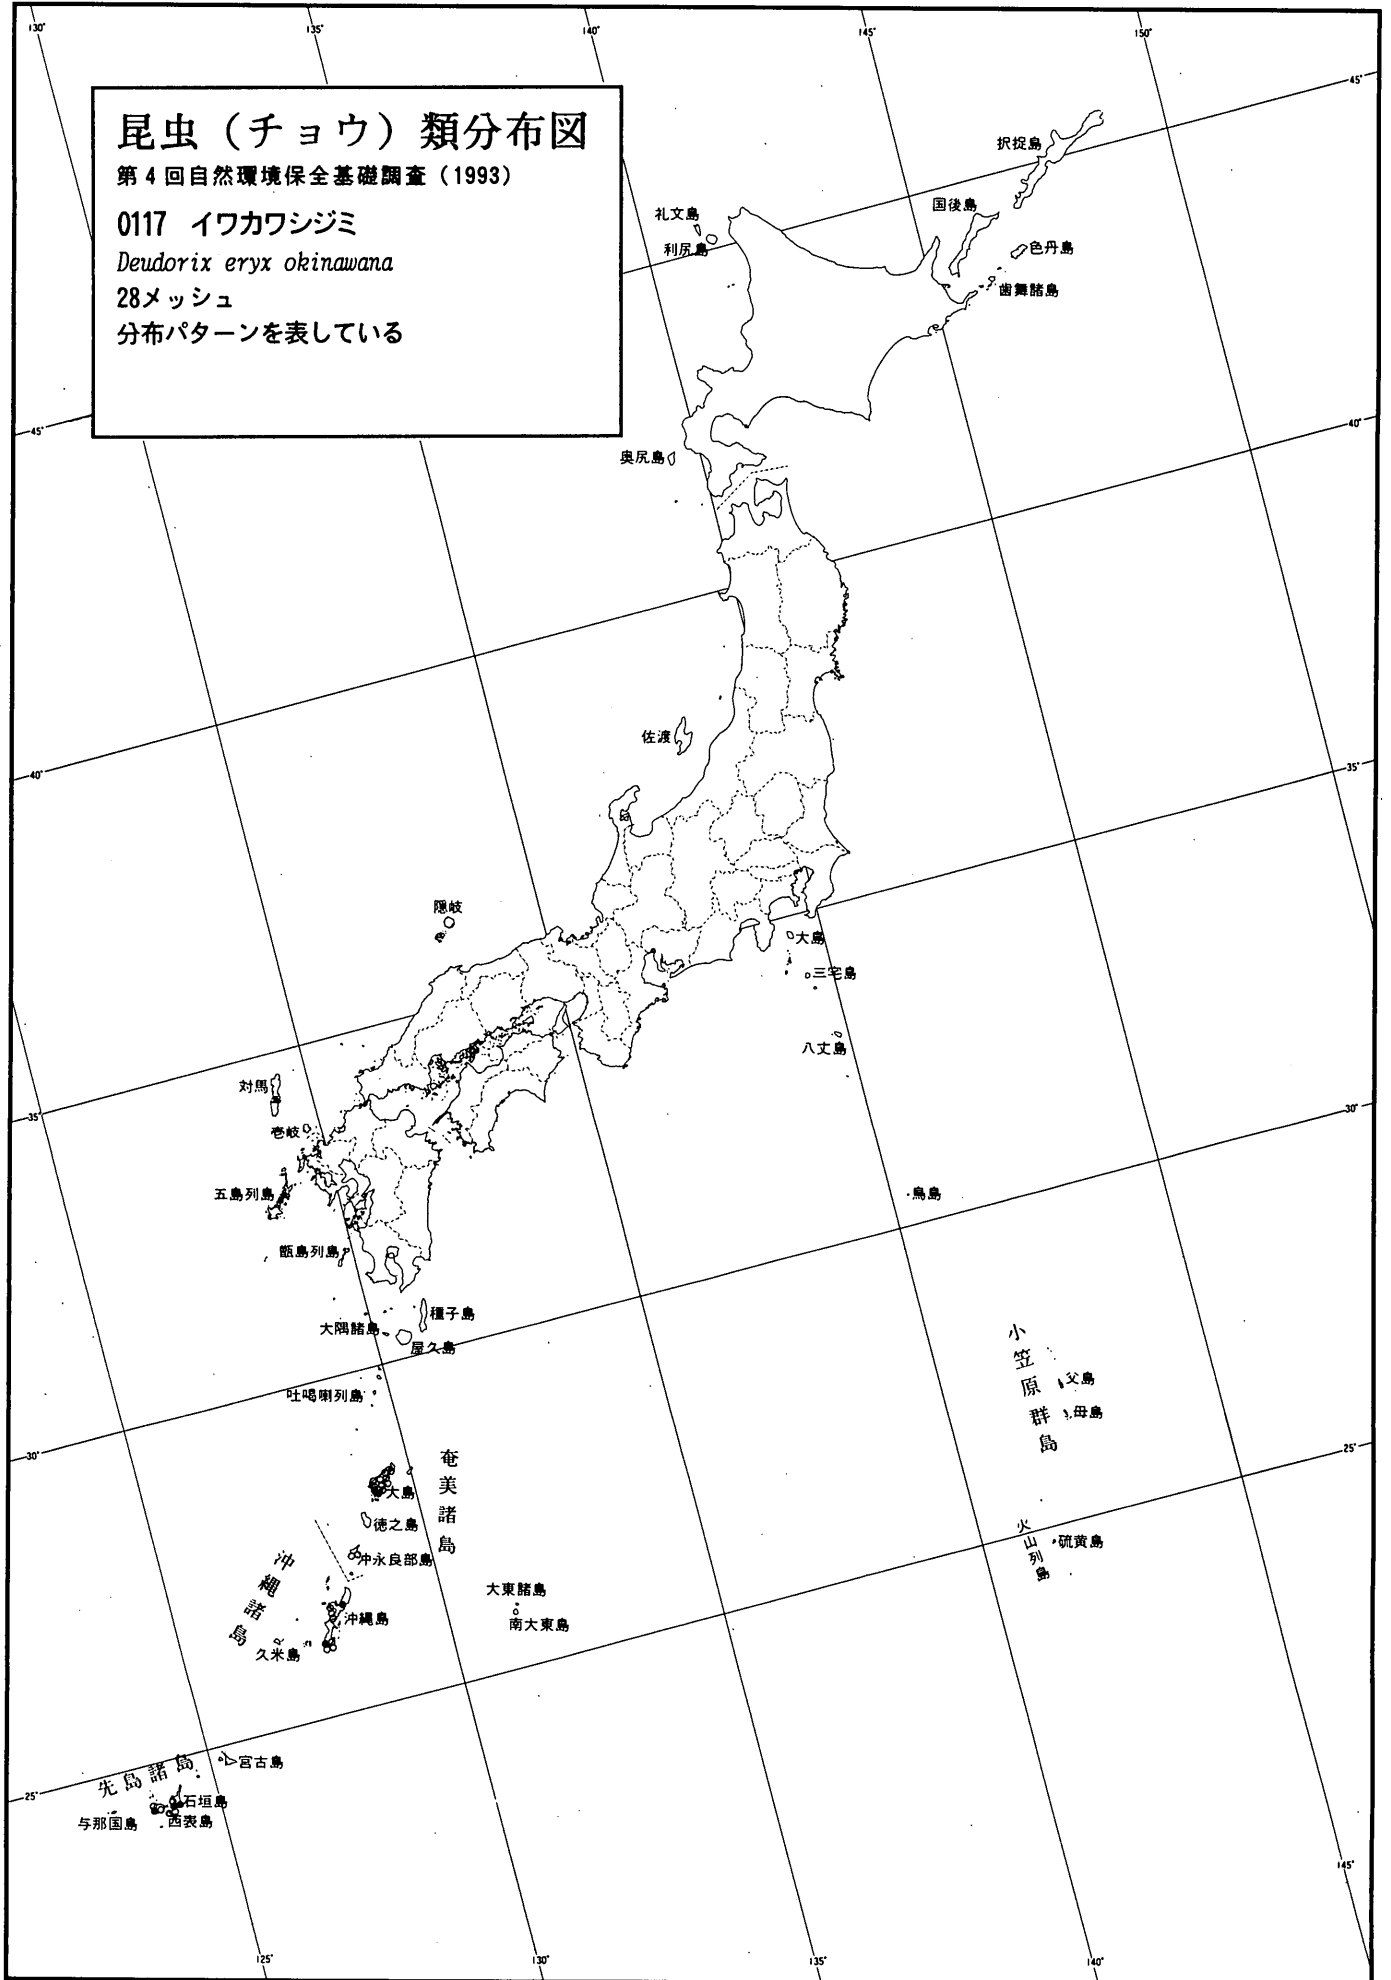 130°
135°
140°
145°
150°
昆虫（チョウ）類分布図
第4回自然環境保全基礎調査（1993）
0117 イワカワシジミ
Deudorix eryx okinawana
28メッシュ
分布パターンを表している
45°
択捉島
国後島
色丹島
歯舞諸島
礼文島
利尻島
45°
40°
奥尻島
佐渡
40°
35°
隠岐
大島
三宅島
八丈島
対馬
壱岐
35°
30°
五島列島
鳥島
甑島列島
種子島
大隅諸島
屋久島
吐噶喇列島
小笠原群島
父島
母島
30°
25°
奄美諸島
大島
徳之島
沖永良部島
火山列島
硫黄島
沖縄諸島
沖縄島
久米島
大東諸島
南大東島
宮古島
先島諸島
25°
石垣島
与那国島
西表島
145°
125°
130°
135°
140°